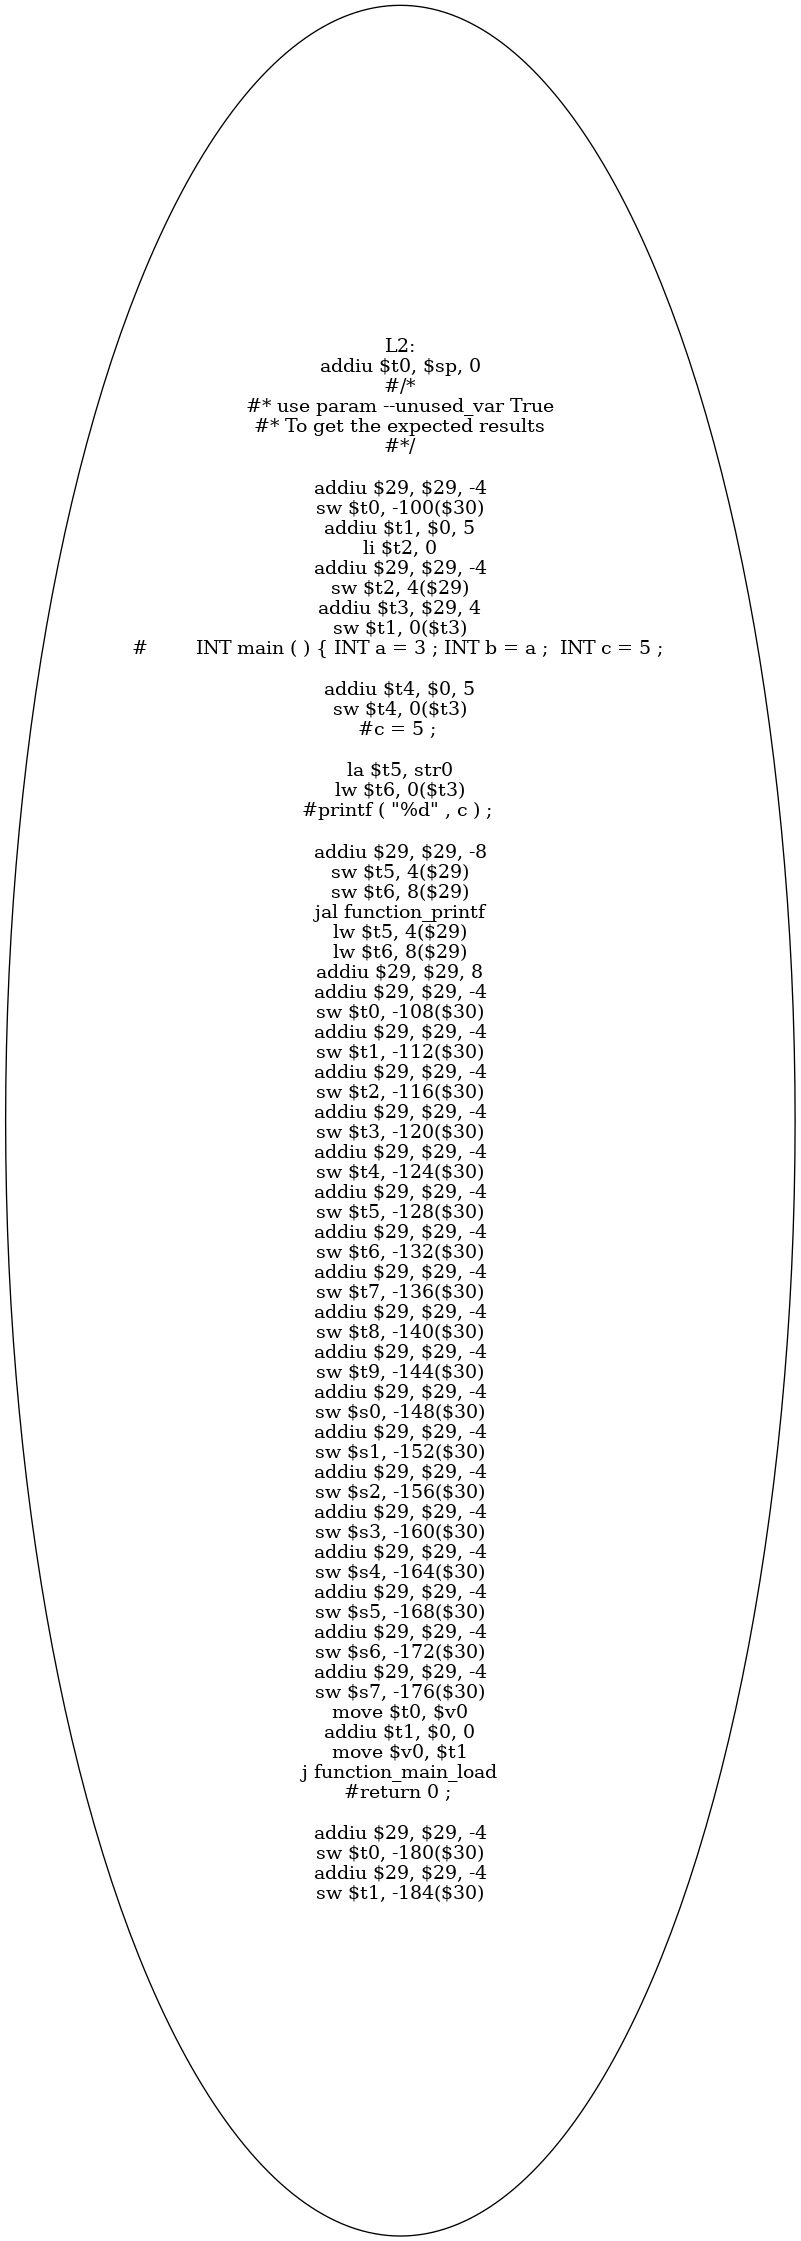 L2:
addiu $t0, $sp, 0
#/*
#* use param --unused_var True
#* To get the expected results
#*/
addiu $29, $29, -4
sw $t0, -100($30)
addiu $t1, $0, 5
li $t2, 0
addiu $29, $29, -4
sw $t2, 4($29)
addiu $t3, $29, 4
sw $t1, 0($t3)
# INT main ( ) { INT a = 3 ; INT b = a ; INT c = 5 ;
addiu $t4, $0, 5
sw $t4, 0($t3)
#c = 5 ;
la $t5, str0
lw $t6, 0($t3)
#printf ( "%d" , c ) ;
addiu $29, $29, -8
sw $t5, 4($29)
sw $t6, 8($29)
jal function_printf
lw $t5, 4($29)
lw $t6, 8($29)
addiu $29, $29, 8
addiu $29, $29, -4
sw $t0, -108($30)
addiu $29, $29, -4
sw $t1, -112($30)
addiu $29, $29, -4
sw $t2, -116($30)
addiu $29, $29, -4
sw $t3, -120($30)
addiu $29, $29, -4
sw $t4, -124($30)
addiu $29, $29, -4
sw $t5, -128($30)
addiu $29, $29, -4
sw $t6, -132($30)
addiu $29, $29, -4
sw $t7, -136($30)
addiu $29, $29, -4
sw $t8, -140($30)
addiu $29, $29, -4
sw $t9, -144($30)
addiu $29, $29, -4
sw $s0, -148($30)
addiu $29, $29, -4
sw $s1, -152($30)
addiu $29, $29, -4
sw $s2, -156($30)
addiu $29, $29, -4
sw $s3, -160($30)
addiu $29, $29, -4
sw $s4, -164($30)
addiu $29, $29, -4
sw $s5, -168($30)
addiu $29, $29, -4
sw $s6, -172($30)
addiu $29, $29, -4
sw $s7, -176($30)
move $t0, $v0
addiu $t1, $0, 0
move $v0, $t1
j function_main_load
#return 0 ;
addiu $29, $29, -4
sw $t0, -180($30)
addiu $29, $29, -4
sw $t1, -184($30)